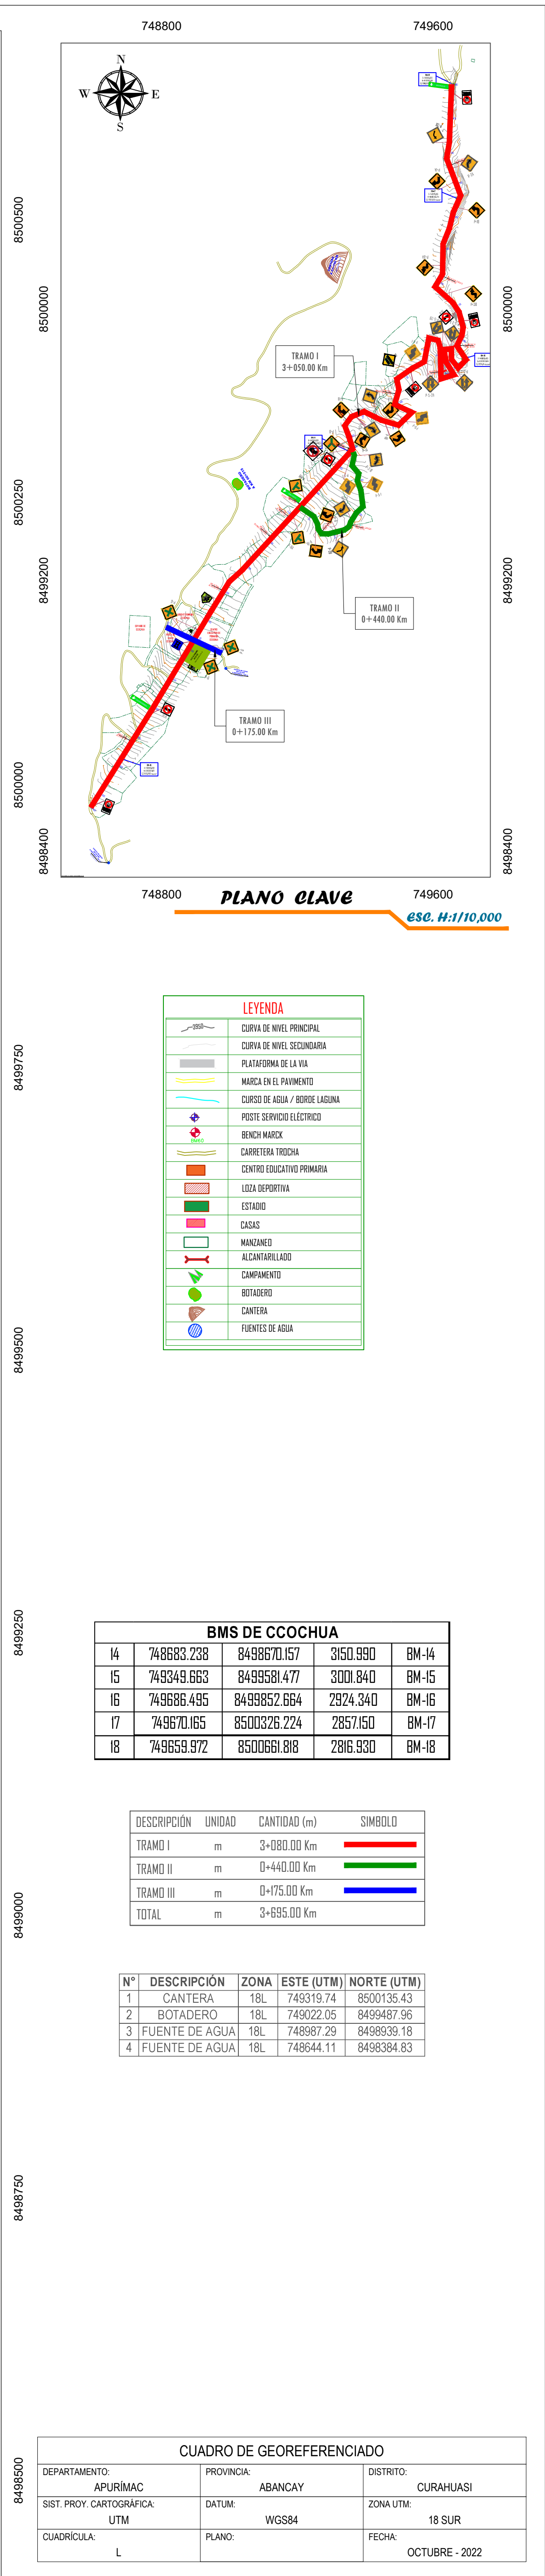 748800 749600
N
W E
S
8500500
8500000 8500000
TRAMO I
3+050.00 Km
8500250
8499200 8499200
TRAMO II
0+440.00 Km
TRAMO III
0+175.00 Km
8500000
8498400 8498400
748800 749600
PLANO CLAVE
ESC. H:1/10,000
LEYENDA
3950 CURVA DE NIVEL PRINCIPAL
CURVA DE NIVEL SECUNDARIA
PLATAFORMA DE LA VIA
8499750
MARCA EN EL PAVIMENTO
CURSO DE AGUA / BORDE LAGUNA
POSTE SERVICIO ELÉCTRICO
BENCH MARCK
CARRETERA TROCHA
CENTRO EDUCATIVO PRIMARIA
LOZA DEPORTIVA
ESTADIO
CASAS
MANZANEO
ALCANTARILLADO
CAMPAMENTO
BOTADERO
CANTERA
FUENTES DE AGUA
8499500
8499250
BMS DE CCOCHUA
14 748683.238 8498670.157 3150.990 BM-14
15 749349.663 8499581.477 3001.840 BM-15
16 749686.495 8499852.664 2924.340 BM-16
17 749670.165 8500326.224 2857.150 BM-17
18 749659.972 8500661.818 2816.930 BM-18
DESCRIPCIÓN UNIDAD CANTIDAD (m) SIMBOLO
TRAMO I m 3+080.00 Km
TRAMO II m 0+440.00 Km
TRAMO III m 0+175.00 Km
TOTAL m 3+695.00 Km
8499000
N° DESCRIPCIÓN ZONA ESTE (UTM) NORTE (UTM)
1 CANTERA 18L 749319.74 8500135.43
2 BOTADERO 18L 749022.05 8499487.96
3 FUENTE DE AGUA 18L 748987.29 8498939.18
4 FUENTE DE AGUA 18L 748644.11 8498384.83
8498750
8498500
CUADRO DE GEOREFERENCIADO
DEPARTAMENTO: PROVINCIA: DISTRITO:
APURÍMAC ABANCAY CURAHUASI
SIST. PROY. CARTOGRÁFICA: DATUM: ZONA UTM:
UTM WGS84 18 SUR
CUADRÍCULA: PLANO: FECHA:
L OCTUBRE - 2022